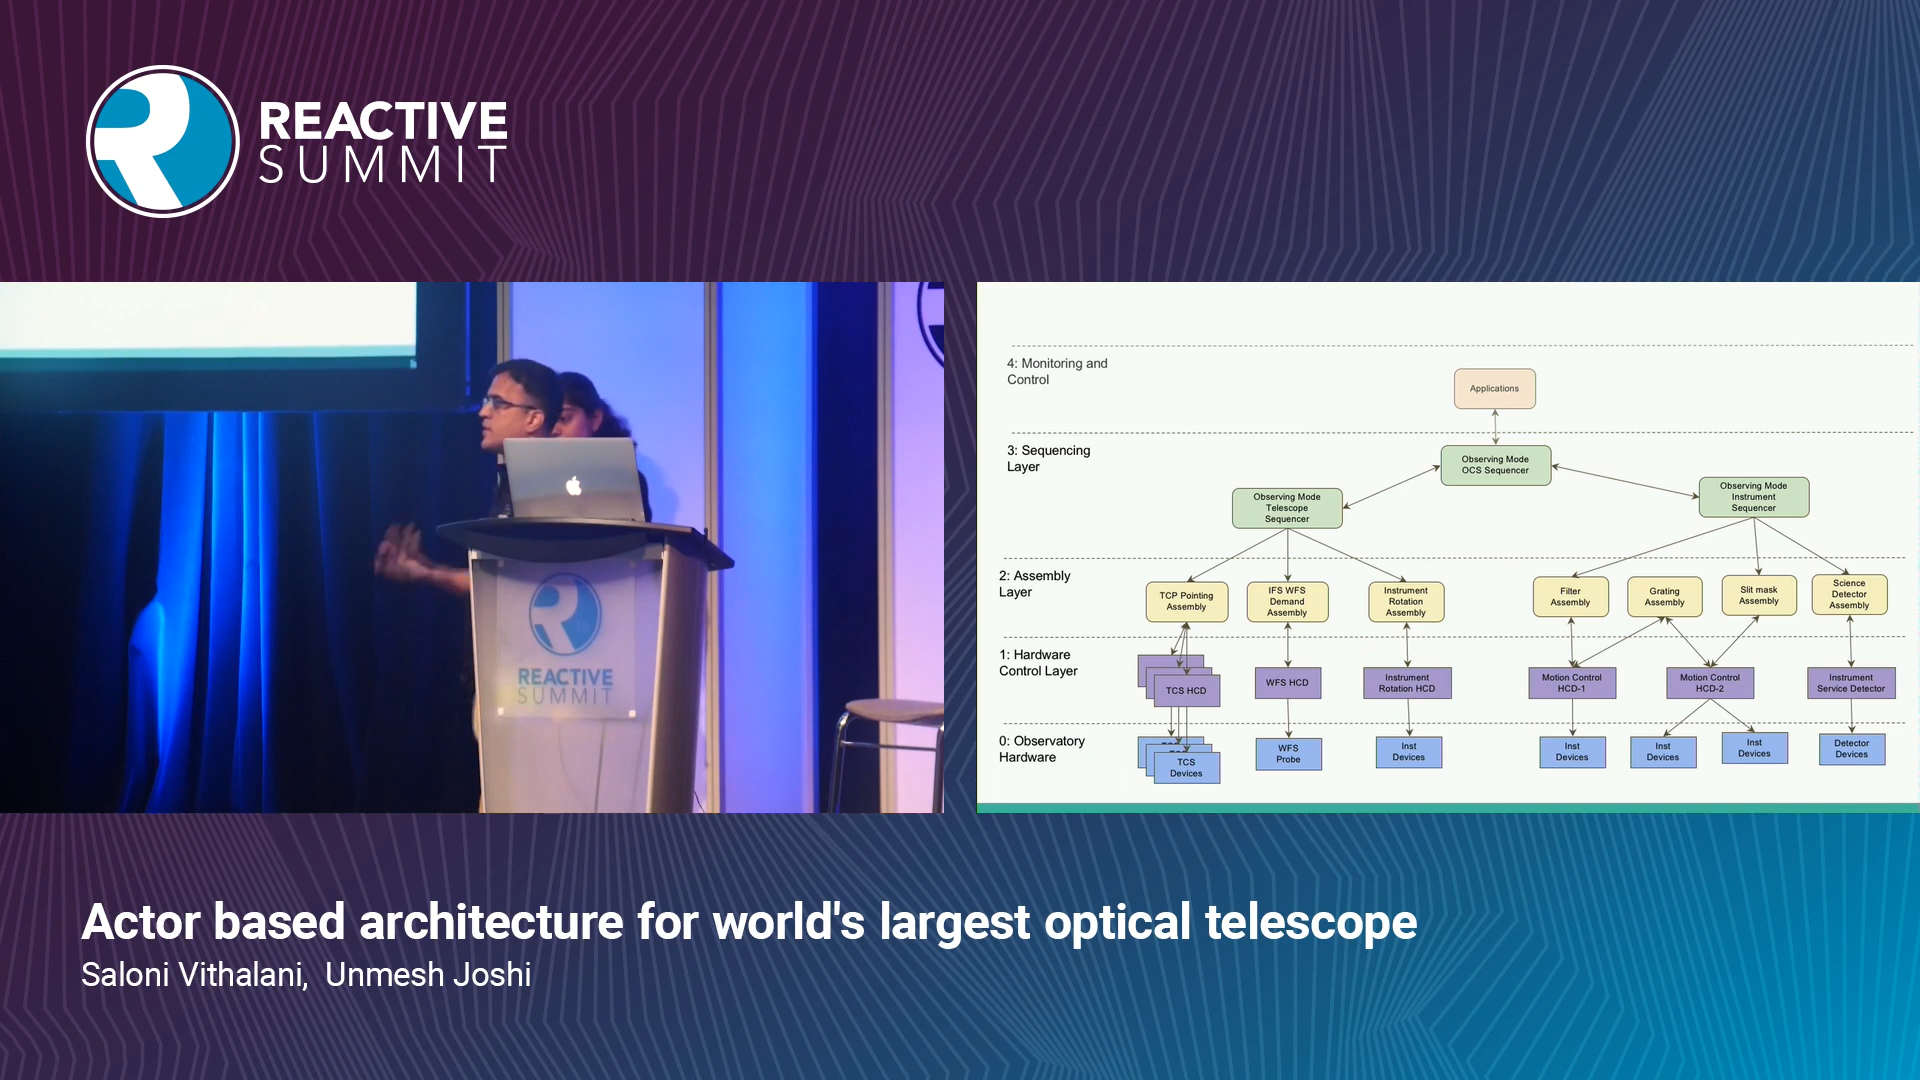 REACTIVE
SUMMIT
REACTIVE
SUMMIT
4: Monitoring and
Control
Applications
3: Sequencing
Layer
Observing Mode
OCS Sequencer
Observing Mode
Telescope
Sequencer
Observing Mode
Instrument
Sequencer
2: Assembly
Layer
TCP Pointing
Assembly
IFS WFS
Demand
Assembly
Instrument
Rotation
Assembly
Filter
Assembly
Grating
Assembly
Slit mask
Assembly
Science
Detector
Assembly
1: Hardware
Control Layer
TCS HCD
WFS HCD
Instrument
Rotation HCD
Motion Control
HCD-1
Motion Control
HCD-2
Instrument
Service Detector
0: Observatory
Hardware
TCS
Devices
WFS
Probe
Inst
Devices
Inst
Devices
Inst
Devices
Inst
Devices
Detector
Devices
Actor based architecture for world's largest optical telescope
Saloni Vithalani,  Unmesh Joshi